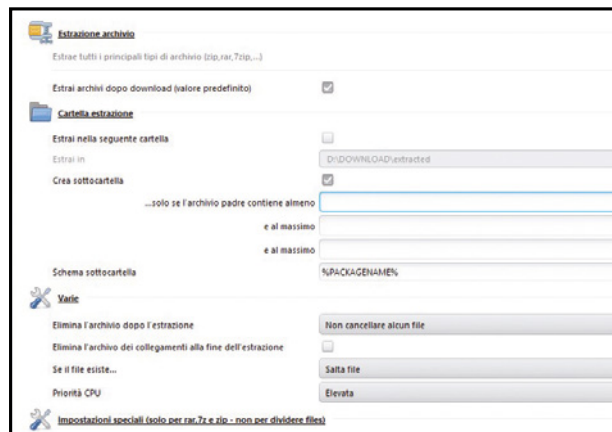 Estrazione archivio
Estrae tutti i principali tipi di archivio (zip,rar,7zip,...)
Estrai archivi dopo download (valore predefinito)
Cartella estrazione
Estrai nella seguente cartella
Estrai in D:\DOWNLOAD\extracted
Crea sottocartella
...solo se l'archivio padre contiene almeno
e al massimo
e al massimo
Schema sottocartella %PACKAGENAME%
Varie
Elimina l'archivio dopo l'estrazione Non cancellare alcun file
Elimina l'archivo dei collegamenti alla fine dell'estrazione
Se il file esiste... Salta file
Priorità CPU Elevata
Impostazioni speciali (solo per rar,7z e zip - non per dividere files)